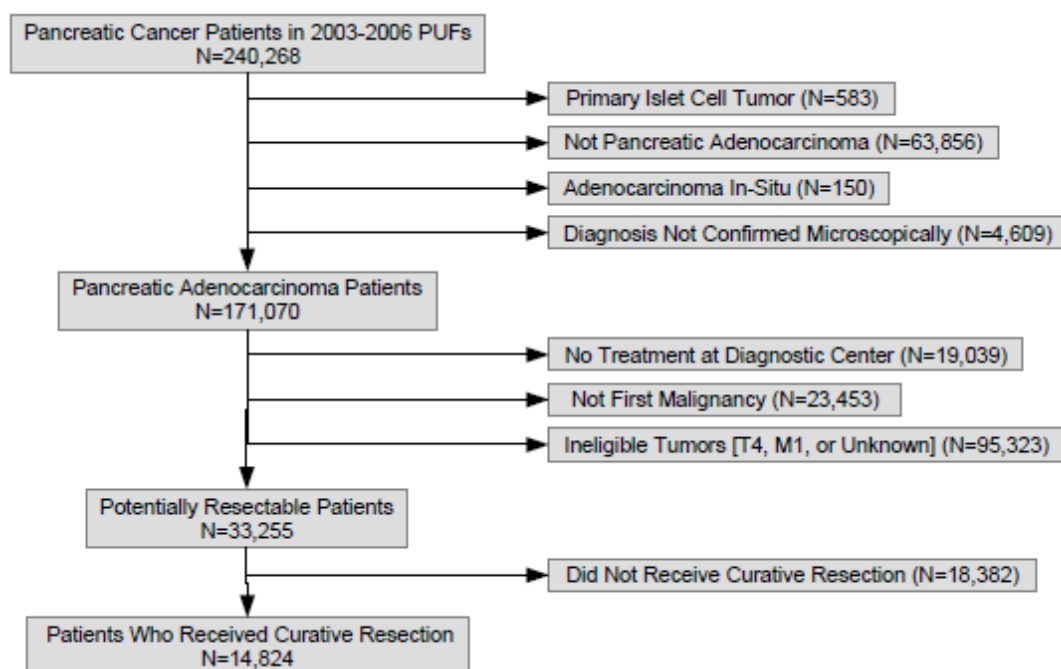 Pancreatic Cancer Patients in 2003-2006 PUFs
N=240,268
Primary Islet Cell Tumor (N=583)
Not Pancreatic Adenocarcinoma (N=63,856)
Adenocarcinoma In-Situ (N=150)
Diagnosis Not Confirmed Microscopically (N=4,609)
Pancreatic Adenocarcinoma Patients
N=171,070
No Treatment at Diagnostic Center (N=19,039)
Not First Malignancy (N=23,453)
Ineligible Tumors [T4, M1, or Unknown] (N=95,323)
Potentially Resectable Patients
N=33,255
Did Not Receive Curative Resection (N=18,382)
Patients Who Received Curative Resection
N=14,824